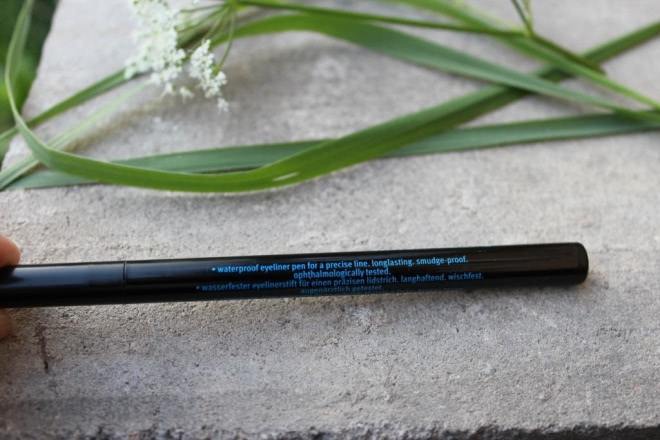 • waterproof eyeliner pen for a precise line. longlasting. smudge-proof.
ophthalmologically tested.
• wasserfester eyelinerstift für einen präzisen lidstrich. langhaftend. wischfest.
augenärztlich getestet.